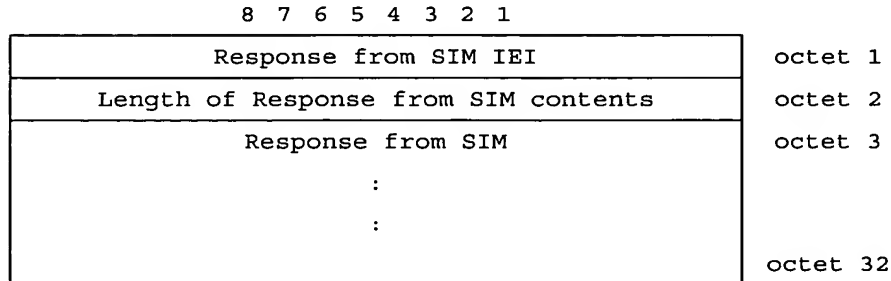 8 7 6 5 4 3 2 1
Response from SIM IEI octet 1
Length of Response from SIM contents octet 2
Response from SIM octet 3
:
:
octet 32